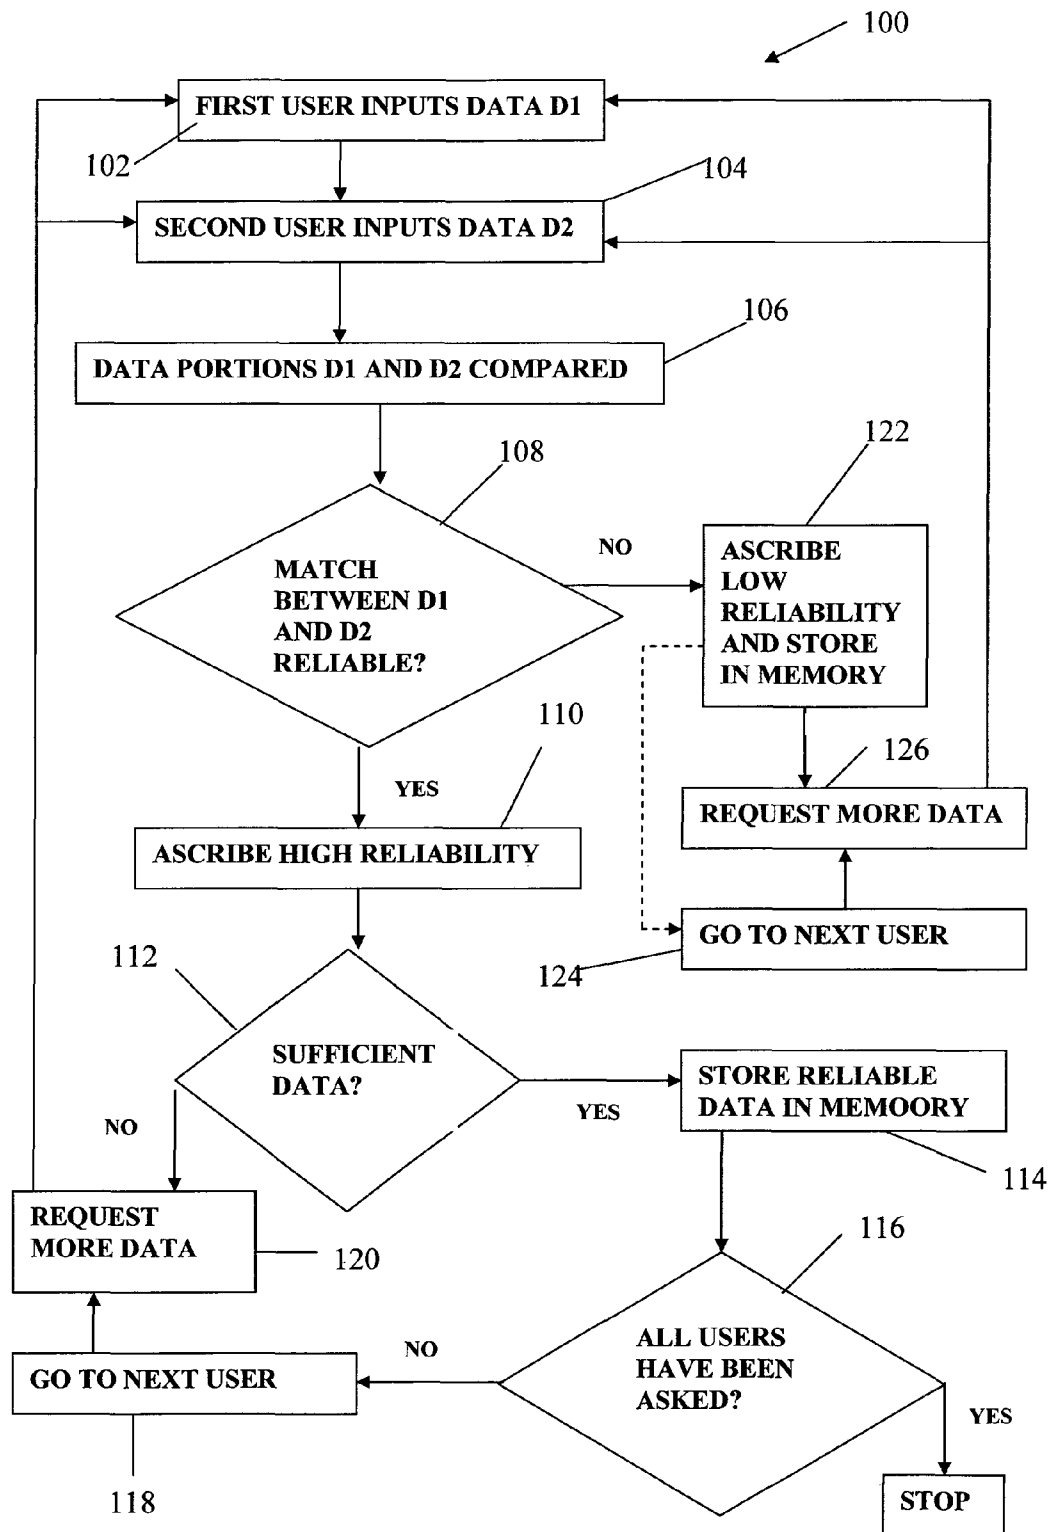 100
FIRST USER INPUTS DATA D1
102
104
SECOND USER INPUTS DATA D2
106
DATA PORTIONS D1 AND D2 COMPARED
108
122
MATCH
BETWEEN D1
AND D2
RELIABLE?
NO
ASCRIBE
LOW
RELIABILITY
AND STORE
IN MEMORY
110
YES
126
REQUEST MORE DATA
ASCRIBE HIGH RELIABILITY
GO TO NEXT USER
124
112
SUFFICIENT
DATA?
YES
STORE RELIABLE
DATA IN MEMOORY
NO
114
REQUEST
MORE DATA
120
116
ALL USERS
HAVE BEEN
ASKED?
NO
GO TO NEXT USER
YES
118
STOP